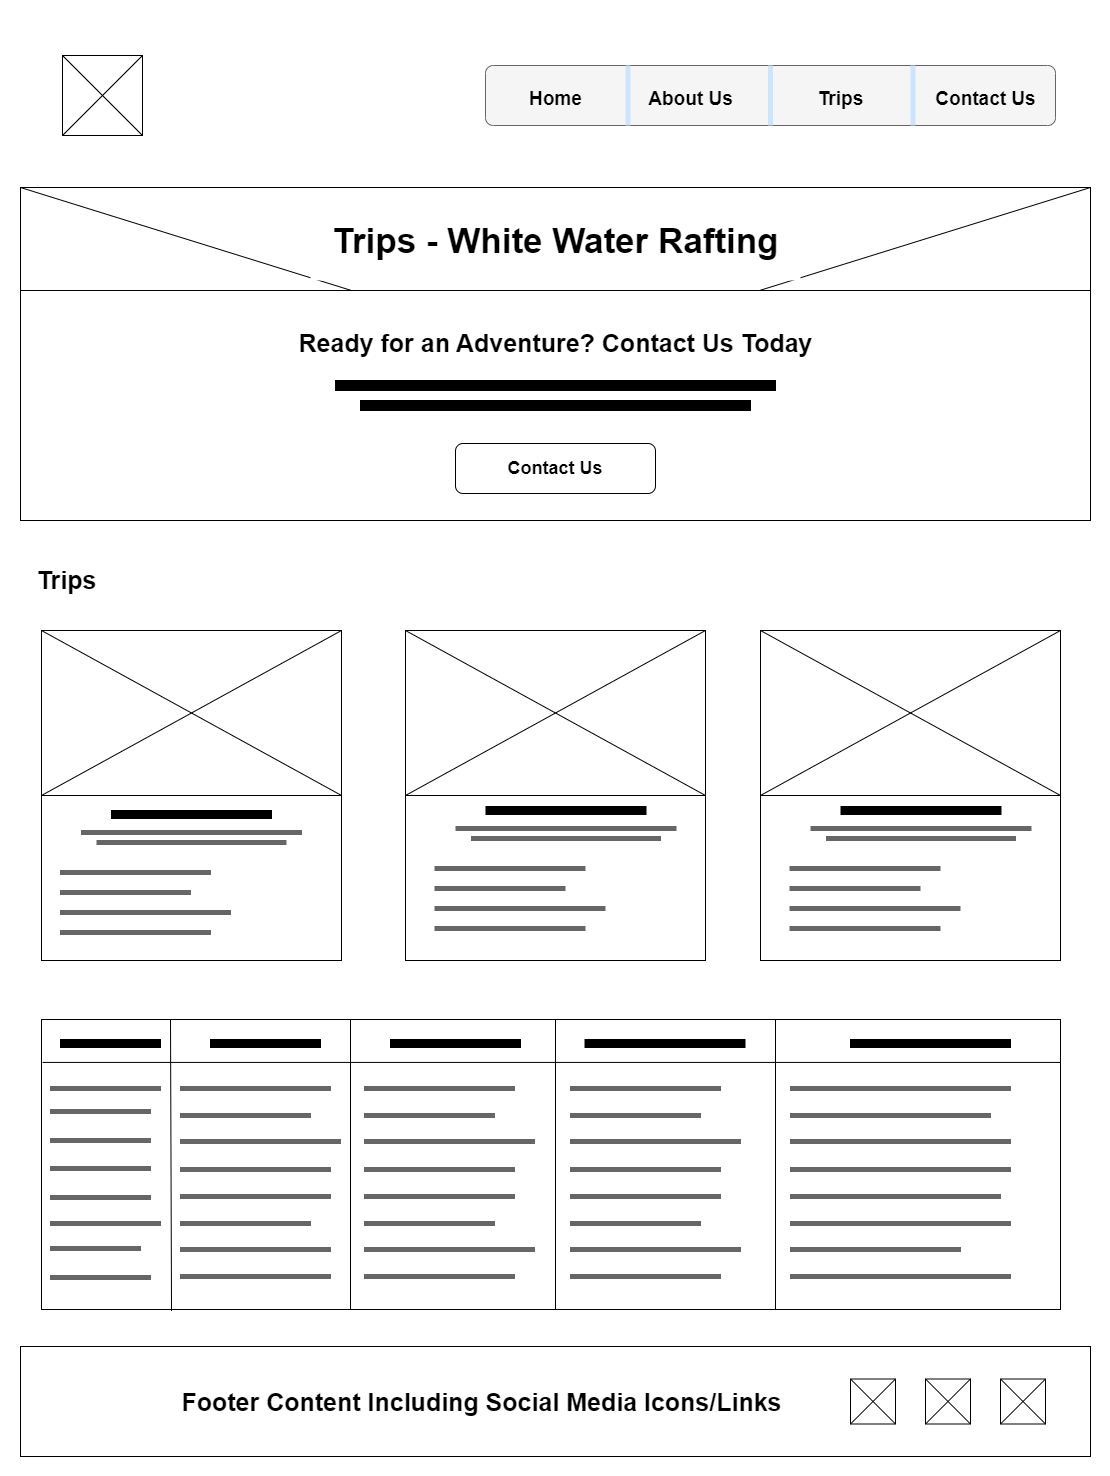 Home
About Us
Trips
Contact Us
Trips - White Water Rafting
Ready for an Adventure? Contact Us Today
Contact Us
Trips
Footer Content Including Social Media Icons/Links